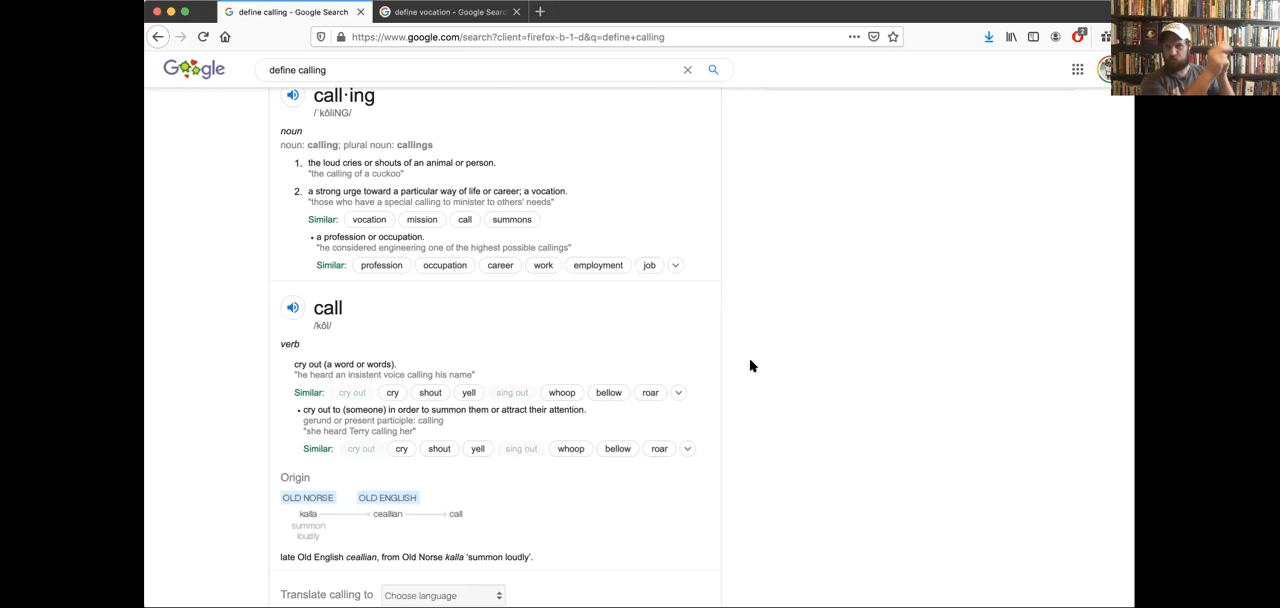 define calling - Google Search
define vocation - Google Searc
https://www.google.com/search?client=firefox-b-1-d&q=define+calling
2
Google
define calling
call·ing
/ˈkôliNG/
noun
noun: calling; plural noun: callings
1. the loud cries or shouts of an animal or person.
"the calling of a cuckoo"
2. a strong urge toward a particular way of life or career; a vocation.
"those who have a special calling to minister to others' needs"
Similar: vocation mission call summons
• a profession or occupation.
"he considered engineering one of the highest possible callings"
Similar: profession occupation career work employment job
call
/kôl/
verb
cry out (a word or words).
"he heard an insistent voice calling his name"
Similar: cry out cry shout yell sing out whoop bellow roar
• cry out to (someone) in order to summon them or attract their attention.
gerund or present participle: calling
"she heard Terry calling her"
Similar: cry out cry shout yell sing out whoop bellow roar
Origin
OLD NORSE OLD ENGLISH
kalla ceallian call
summon
loudly
late Old English ceallian, from Old Norse kalla 'summon loudly'.
Translate calling to Choose language